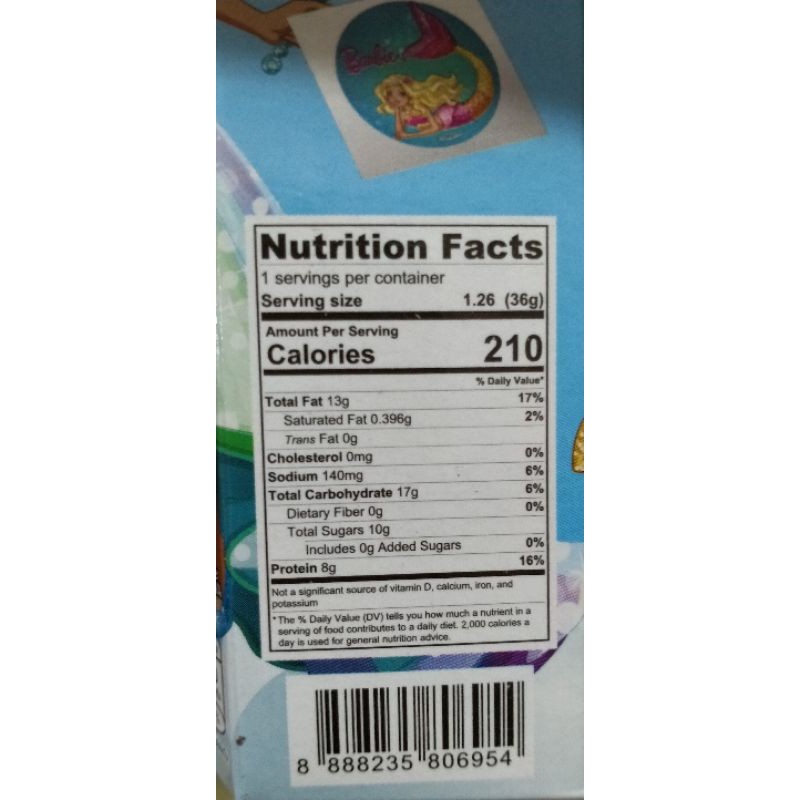 Barbie
Nutrition Facts
1 servings per container
Serving size 1.26 (36g)
Amount Per Serving
Calories 210
% Daily Value*
Total Fat 13g 17%
Saturated Fat 0.396g 2%
Trans Fat 0g
Cholesterol 0mg 0%
Sodium 140mg 6%
Total Carbohydrate 17g 6%
Dietary Fiber 0g 0%
Total Sugars 10g
Includes 0g Added Sugars 0%
Protein 8g 16%
Not a significant source of vitamin D, calcium, iron, and
potassium
*The % Daily Value (DV) tells you how much a nutrient in a
serving of food contributes to a daily diet. 2,000 calories a
day is used for general nutrition advice.
8 888235 806954